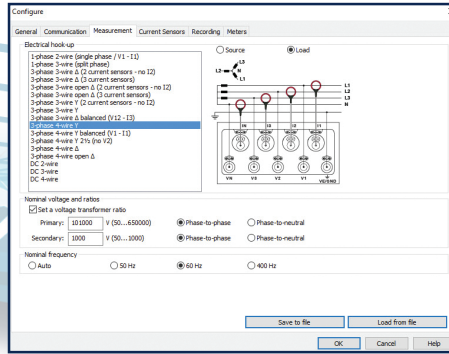 Configure
General Communication Measurement Current Sensors Recording Meters
Electrical hook-up
1-phase 2-wire (single phase / V1 - I1)
1-phase 3-wire (split phase)
3-phase 3-wire Δ (2 current sensors - no I2)
3-phase 3-wire Δ (3 current sensors)
3-phase 3-wire open Δ (2 current sensors - no I2)
3-phase 3-wire open Δ (3 current sensors)
3-phase 3-wire Y (2 current sensors - no I2)
3-phase 3-wire Y
3-phase 3-wire Δ balanced (V12 - I3)
3-phase 4-wire Y
3-phase 4-wire Y balanced (V1 - I1)
3-phase 4-wire Y 2½ (no V2)
3-phase 4-wire Δ
3-phase 4-wire open Δ
DC 2-wire
DC 3-wire
DC 4-wire
Source Load
L3
L2 N
L1
L1
L2
L3
N
IN I3 I2 I1
VN V3 V2 V1 VE/GND
Nominal voltage and ratios
Set a voltage transformer ratio
Primary: 101000 V (50...650000) Phase-to-phase Phase-to-neutral
Secondary: 1000 V (50...1000) Phase-to-phase Phase-to-neutral
Nominal frequency
Auto 50 Hz 60 Hz 400 Hz
Save to file Load from file
OK Cancel Help